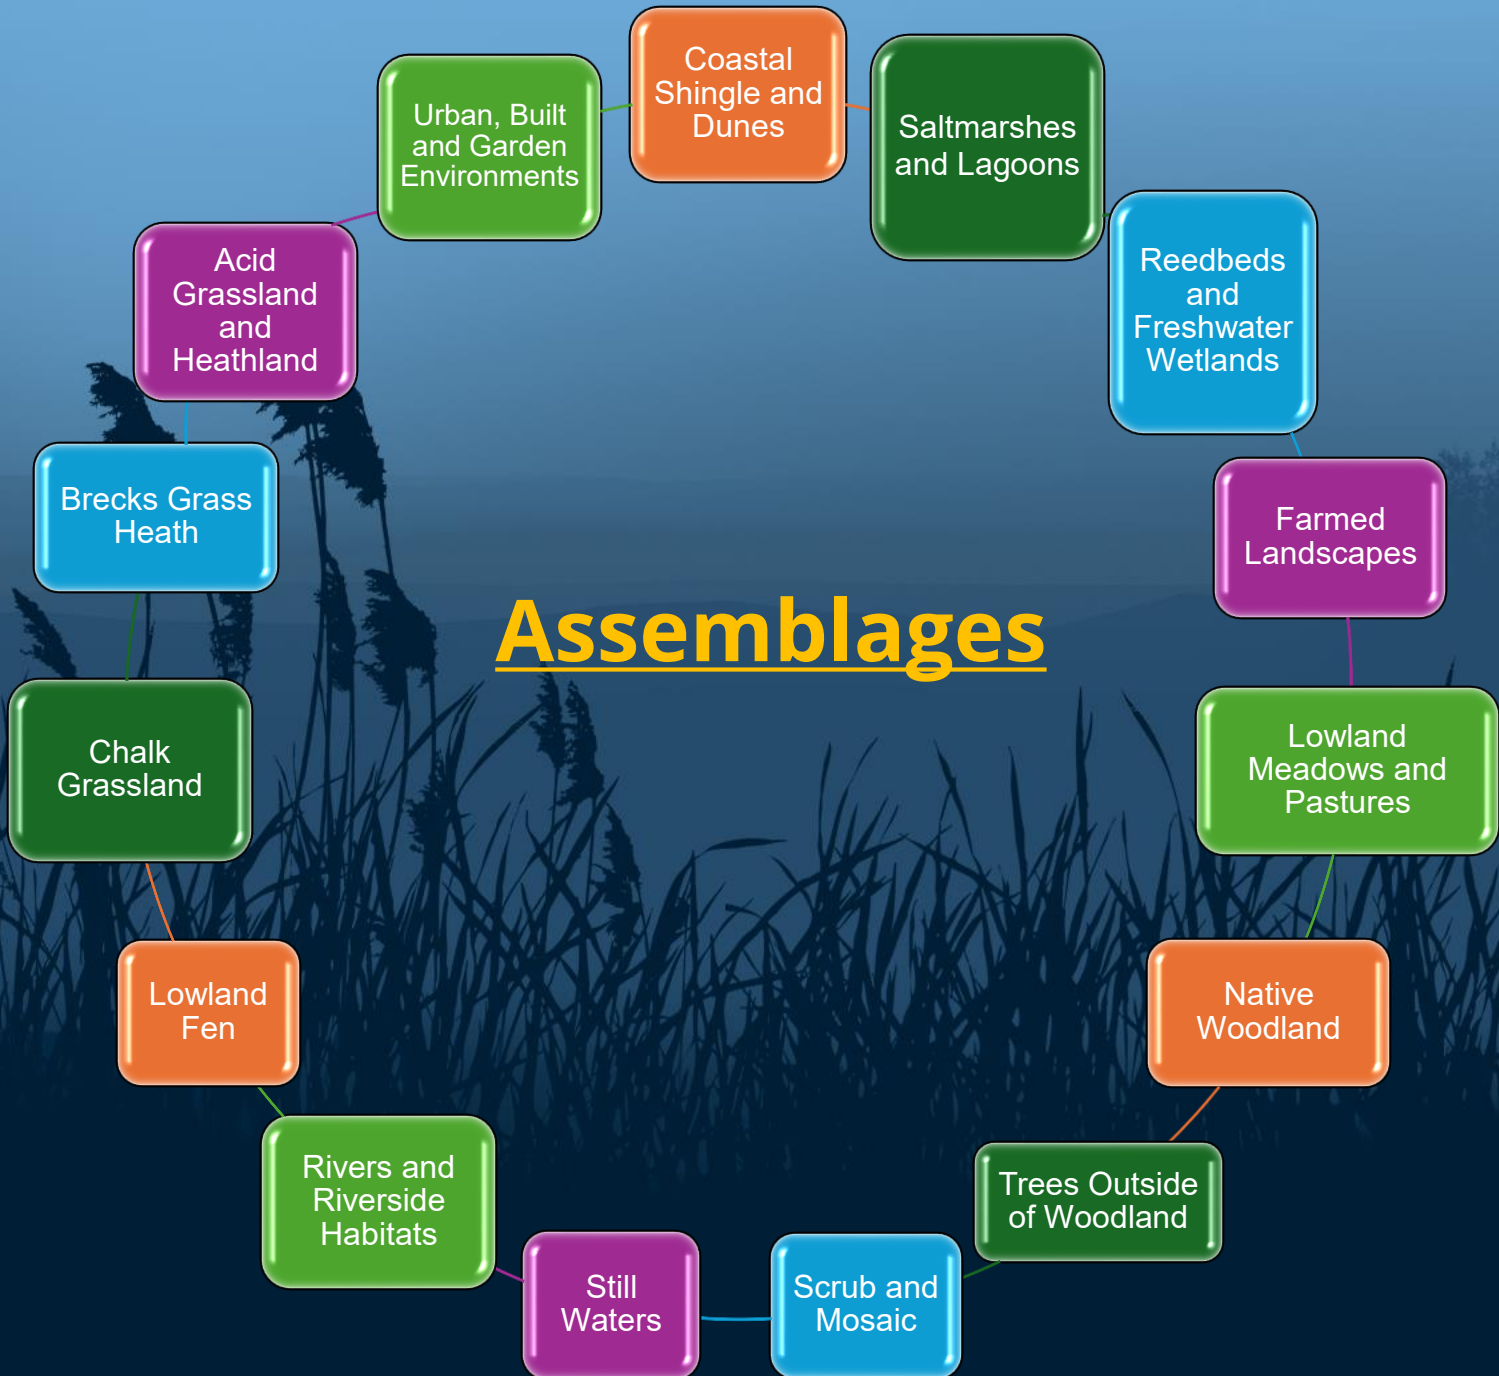 Coastal
Shingle and
Dunes
Saltmarshes
and Lagoons
Reedbeds
and
Freshwater
Wetlands
Farmed
Landscapes
Lowland
Meadows and
Pastures
Native
Woodland
Trees Outside
of Woodland
Scrub and
Mosaic
Still
Waters
Rivers and
Riverside
Habitats
Lowland
Fen
Chalk
Grassland
Brecks Grass
Heath
Acid
Grassland
and
Heathland
Urban, Built
and Garden
Environments
Assemblages